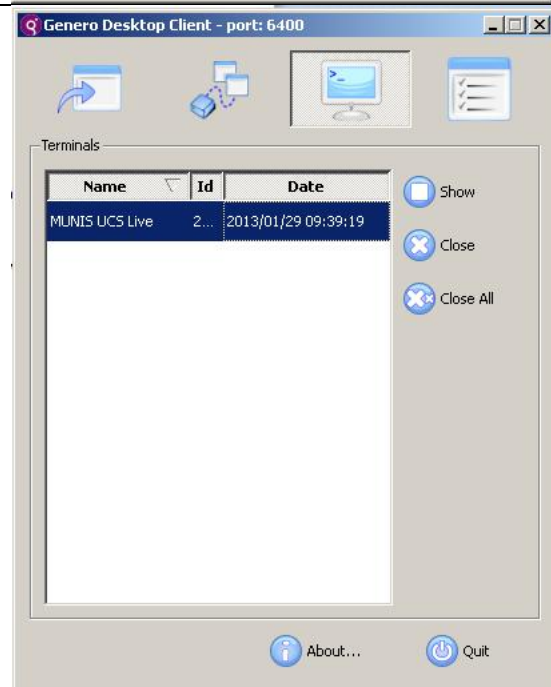 Genero Desktop Client - port: 6400
Terminals
Name Id Date
MUNIS UCS Live 2... 2013/01/29 09:39:19
Show
Close
Close All
About...
Quit